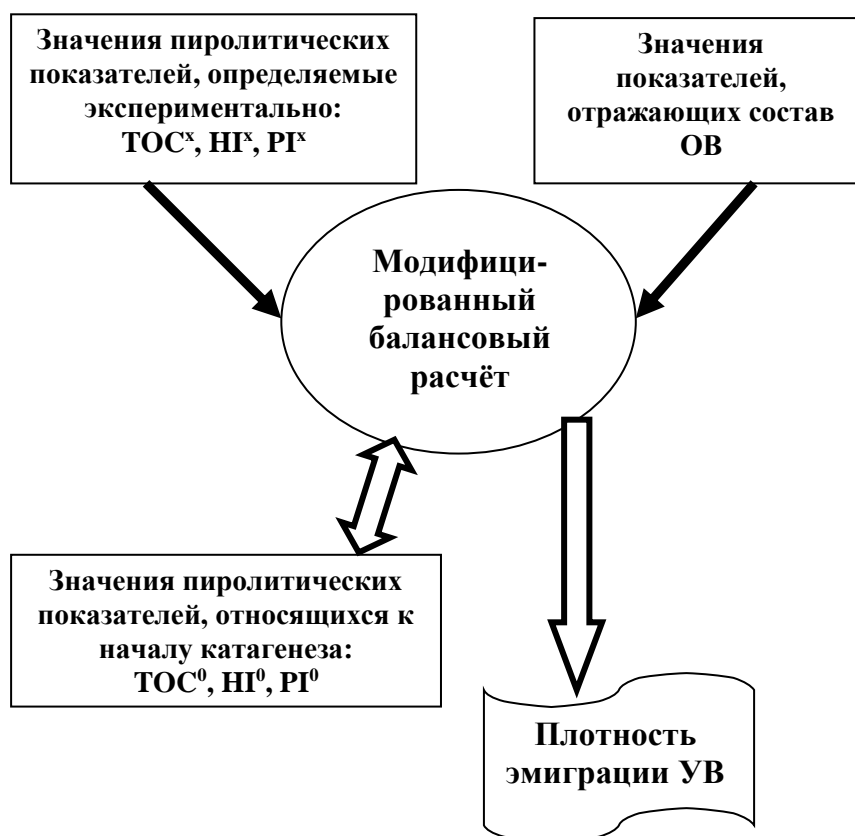 Значения пиролитических
показателей, определяемые
экспериментально:
TOCˣ, HIˣ, PIˣ
Значения
показателей,
отражающих состав
ОВ
Модифици-
рованный
балансовый
расчёт
Значения пиролитических
показателей, относящихся к
началу катагенеза:
TOC⁰, HI⁰, PI⁰
Плотность
эмиграции УВ